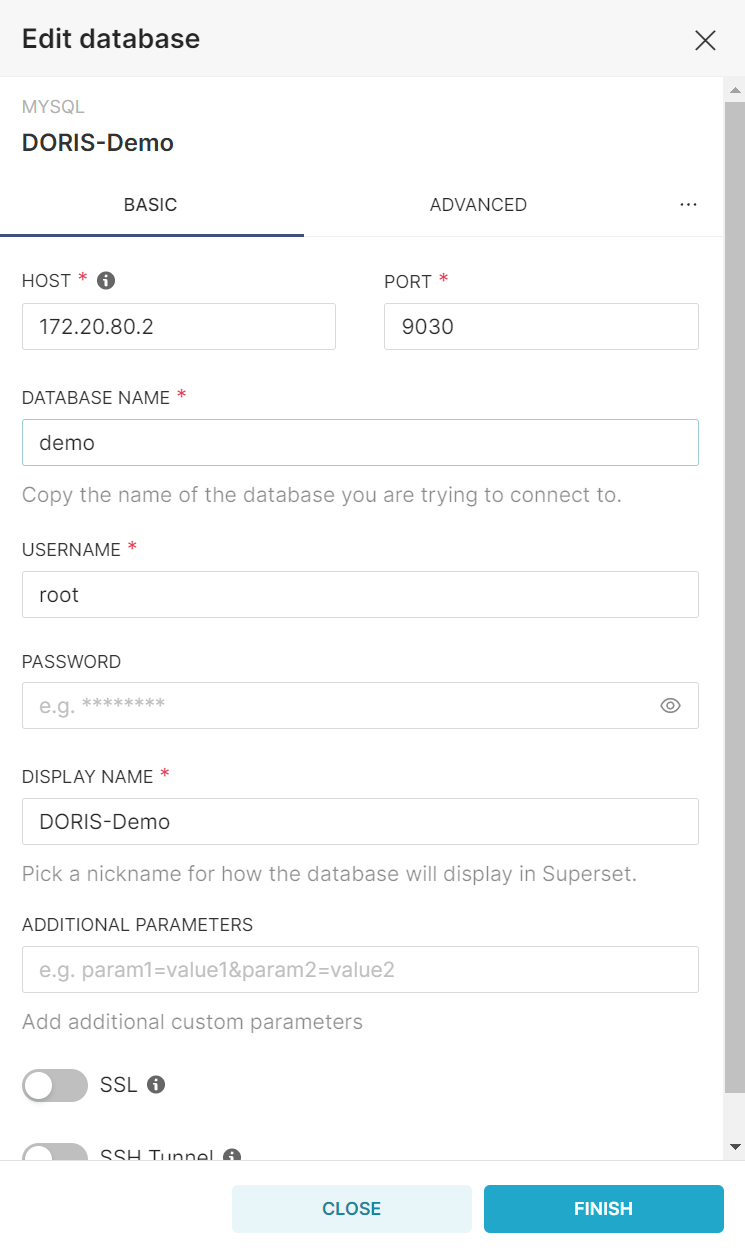 Edit database
MYSQL
DORIS-Demo
BASIC ADVANCED ...
HOST * PORT *
172.20.80.2 9030
DATABASE NAME *
demo
Copy the name of the database you are trying to connect to.
USERNAME *
root
PASSWORD
e.g. ********
DISPLAY NAME *
DORIS-Demo
Pick a nickname for how the database will display in Superset.
ADDITIONAL PARAMETERS
e.g. param1=value1&param2=value2
Add additional custom parameters
SSL
SSH Tunnel
CLOSE FINISH